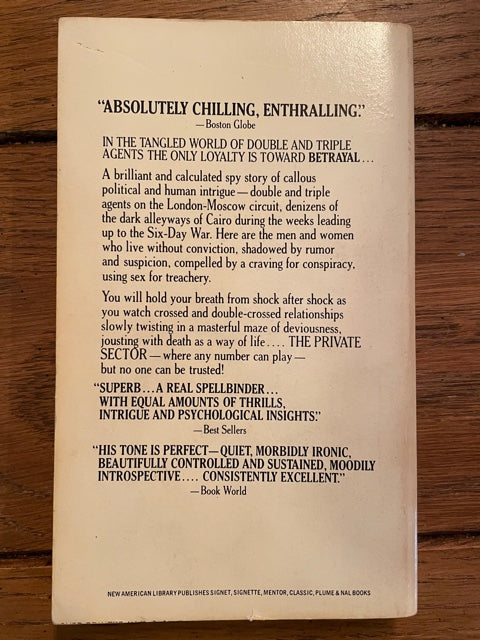 “ABSOLUTELY CHILLING, ENTHRALLING.”
—Boston Globe
IN THE TANGLED WORLD OF DOUBLE AND TRIPLE
AGENTS THE ONLY LOYALTY IS TOWARD BETRAYAL...
A brilliant and calculated spy story of callous
political and human intrigue—double and triple
agents on the London-Moscow circuit, denizens of
the dark alleyways of Cairo during the weeks leading
up to the Six-Day War. Here are the men and women
who live without conviction, shadowed by rumor
and suspicion, compelled by a craving for conspiracy,
using sex for treachery.
You will hold your breath from shock after shock as
you watch crossed and double-crossed relationships
slowly twisting in a masterful maze of deviousness,
jousting with death as a way of life.... THE PRIVATE
SECTOR—where any number can play—
but no one can be trusted!
“SUPERB...A REAL SPELLBINDER...
WITH EQUAL AMOUNTS OF THRILLS,
INTRIGUE AND PSYCHOLOGICAL INSIGHTS.”
—Best Sellers
“HIS TONE IS PERFECT—QUIET, MORBIDLY IRONIC,
BEAUTIFULLY CONTROLLED AND SUSTAINED, MOODILY
INTROSPECTIVE.... CONSISTENTLY EXCELLENT.”
—Book World
NEW AMERICAN LIBRARY PUBLISHES SIGNET, SIGNETTE, MENTOR, CLASSIC, PLUME & NAL BOOKS